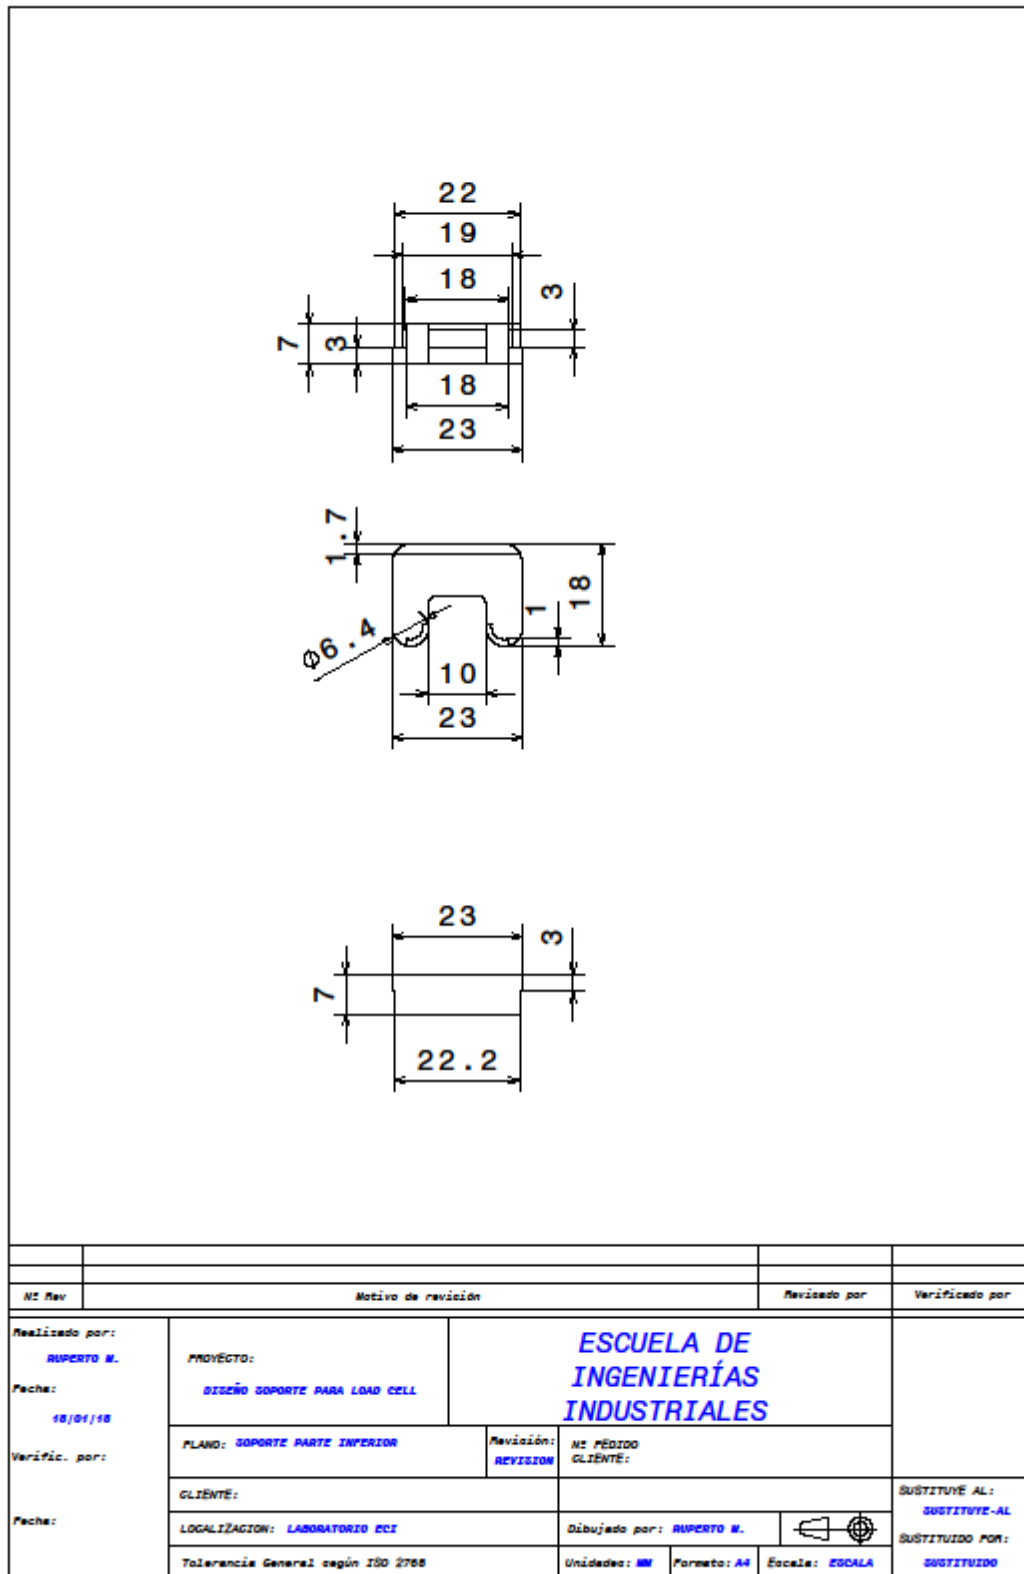 22
19
18
3
7
3
18
23
1.7
18
1
Ø6.4
10
23
23
3
7
22.2
Nº Rev
Motivo de revisión
Revisado por
Verificado por
Realizado por:
RUPERTO M.
Fecha:
18/01/18
Verific. por:
Fecha:
PROYECTO:
DISEÑO SOPORTE PARA LOAD CELL
ESCUELA DE
INGENIERÍAS
INDUSTRIALES
PLANO: SOPORTE PARTE INFERIOR
Revisión:
REVISION
Nº PEDIDO
CLIENTE:
CLIENTE:
LOCALIZACION: LABORATORIO ECI
Dibujado por: RUPERTO M.
Tolerancia General según ISO 2768
Unidades: MM
Formato: A4
Escala: ESCALA
SUSTITUYE AL:
SUSTITUYE-AL
SUSTITUIDO POR:
SUSTITUIDO